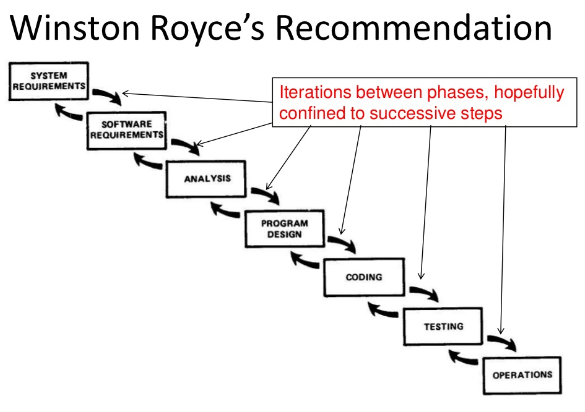 Winston Royce's Recommendation
SYSTEM
REQUIREMENTS
Iterations between phases, hopefully
confined to successive steps
SOFTWARE
REQUIREMENTS
ANALYSIS
PROGRAM
DESIGN
CODING
TESTING
OPERATIONS